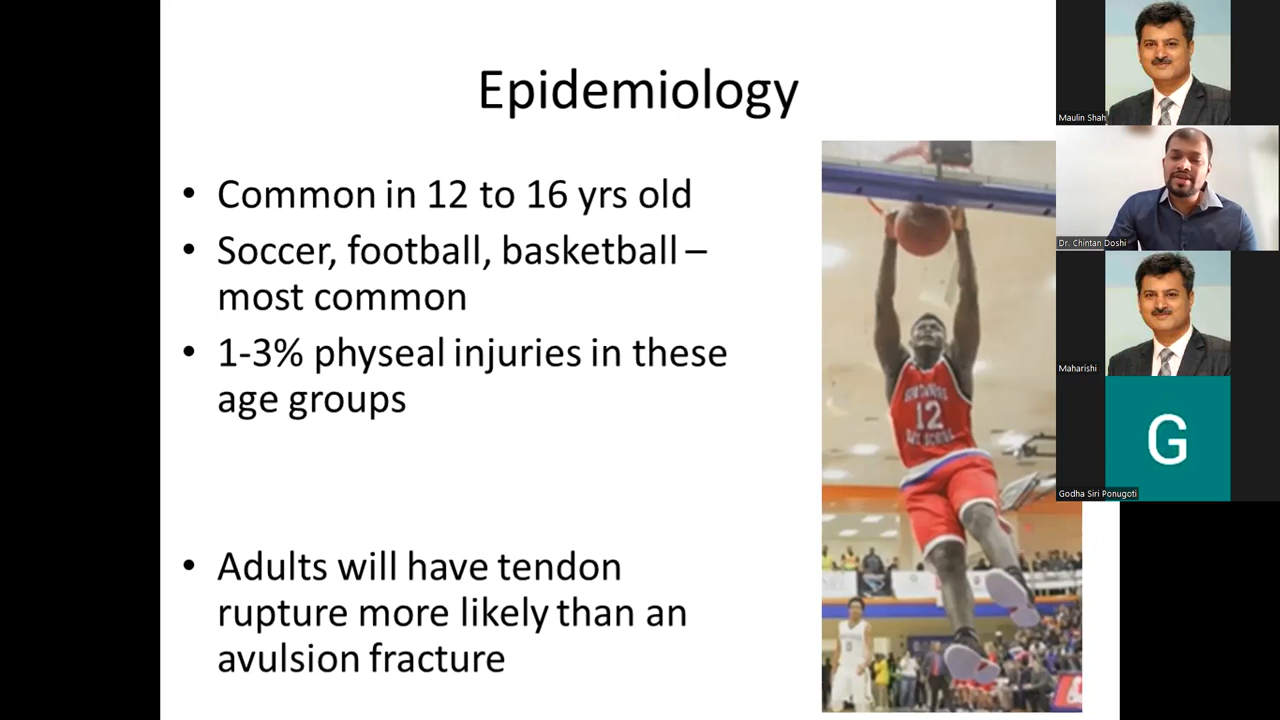 Epidemiology
• Common in 12 to 16 yrs old
• Soccer, football, basketball –
most common
• 1-3% physeal injuries in these
age groups
• Adults will have tendon
rupture more likely than an
avulsion fracture
12
Maulin Shah
Dr. Chintan Doshi
Maharishi
G
Godha Siri Ponugoti